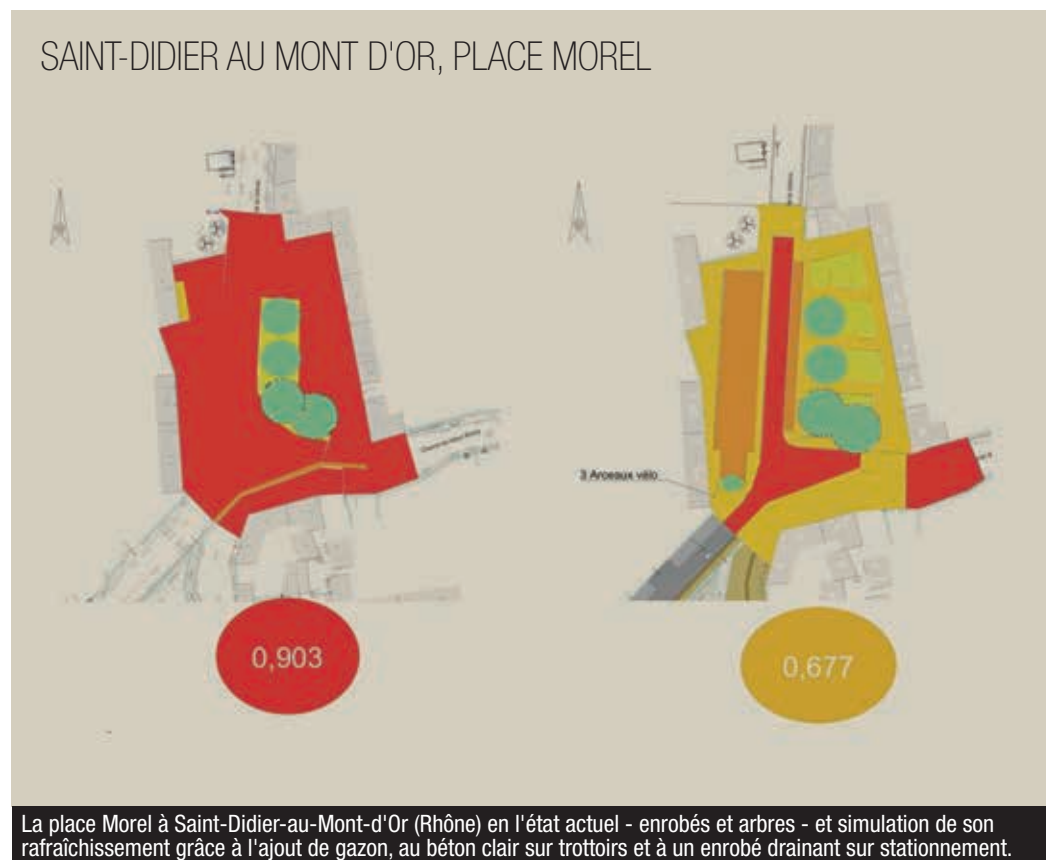 SAINT-DIDIER AU MONT D'OR, PLACE MOREL
3 Arceaux vélo
0,903
0,677
La place Morel à Saint-Didier-au-Mont-d'Or (Rhône) en l'état actuel - enrobés et arbres - et simulation de son
rafraîchissement grâce à l'ajout de gazon, au béton clair sur trottoirs et à un enrobé drainant sur stationnement.